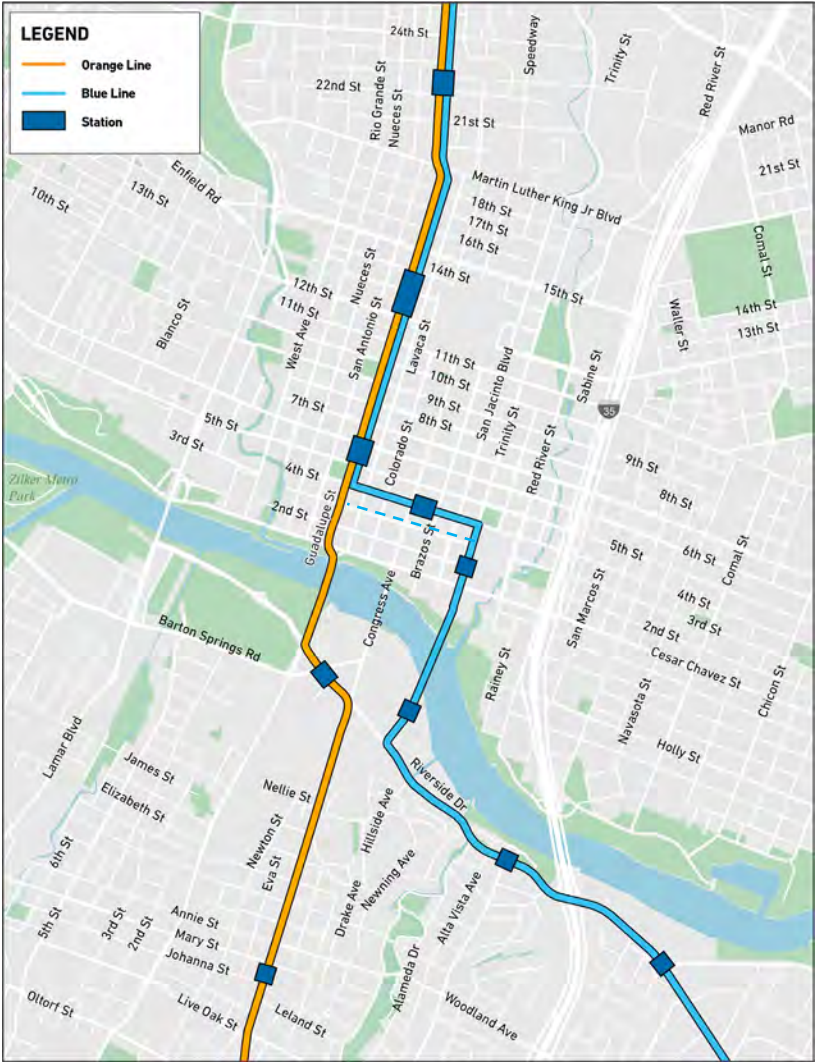 LEGEND
Orange Line
Blue Line
Station
24th St
Speedway
Trinity St
Red River St
22nd St
Rio Grande St
Nueces St
21st St
Manor Rd
21st St
Enfield Rd
Martin Luther King Jr Blvd
10th St
13th St
18th St
17th St
16th St
Comal St
14th St
15th St
Nueces St
12th St
11th St
Waller St
14th St
13th St
Blanco St
West Ave
San Antonio St
Lavaca St
11th St
10th St
9th St
8th St
San Jacinto Blvd
Trinity St
Sabine St
35
7th St
5th St
3rd St
Colorado St
Red River St
9th St
8th St
Zilker Metro
Park
4th St
2nd St
Guadalupe St
Brazos St
5th St
6th St
Comal St
4th St
3rd St
2nd St
Cesar Chavez St
San Marcos St
Congress Ave
Barton Springs Rd
Rainey St
Navasota St
Chicon St
Holly St
Lamar Blvd
James St
Elizabeth St
Nellie St
Riverside Dr
Hillside Ave
Newton St
Eva St
6th St
Drake Ave
Newning Ave
Alta Vista Ave
5th St
3rd St
2nd St
Annie St
Mary St
Johanna St
Alameda Dr
Oltorf St
Live Oak St
Leland St
Woodland Ave